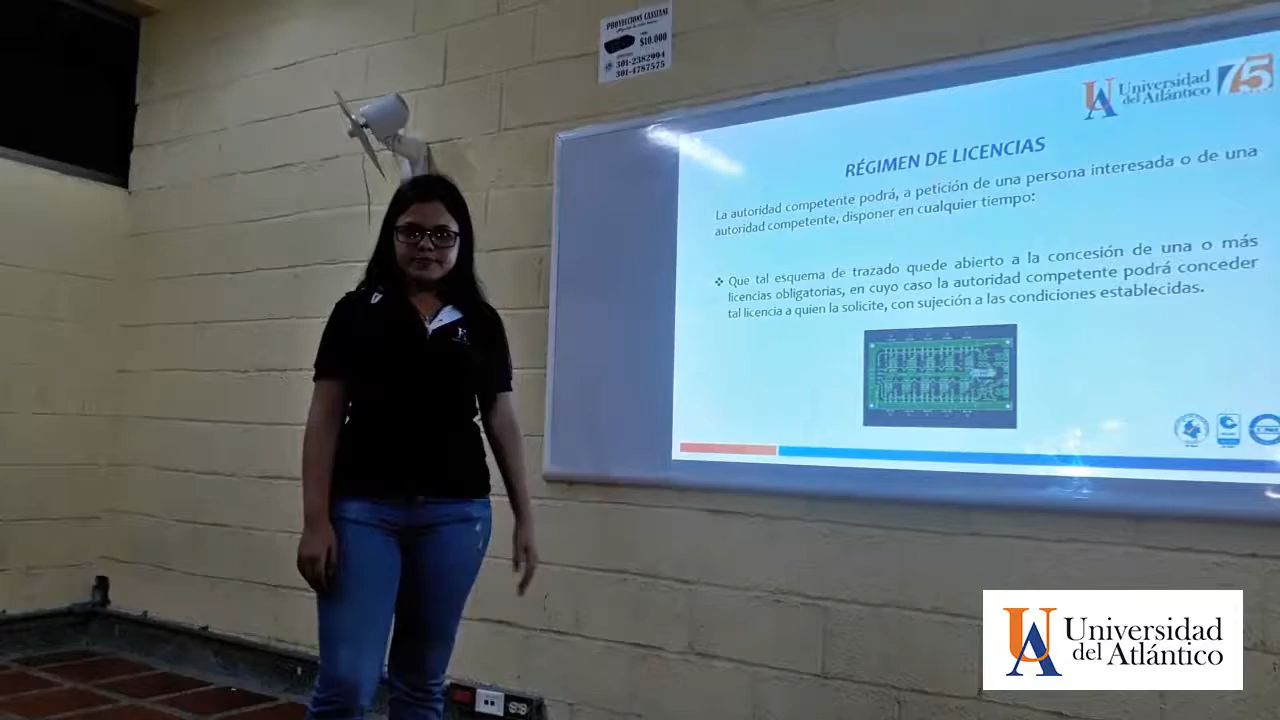 PROYECCIONES CASSIANI
$10.000
301-2382994
301-4787575
Universidad
del Atlántico
75
RÉGIMEN DE LICENCIAS
La autoridad competente podrá, a petición de una persona interesada o de una
autoridad competente, disponer en cualquier tiempo:
❖ Que tal esquema de trazado quede abierto a la concesión de una o más
licencias obligatorias, en cuyo caso la autoridad competente podrá conceder
tal licencia a quien la solicite, con sujeción a las condiciones establecidas.
UA
Universidad
del Atlántico